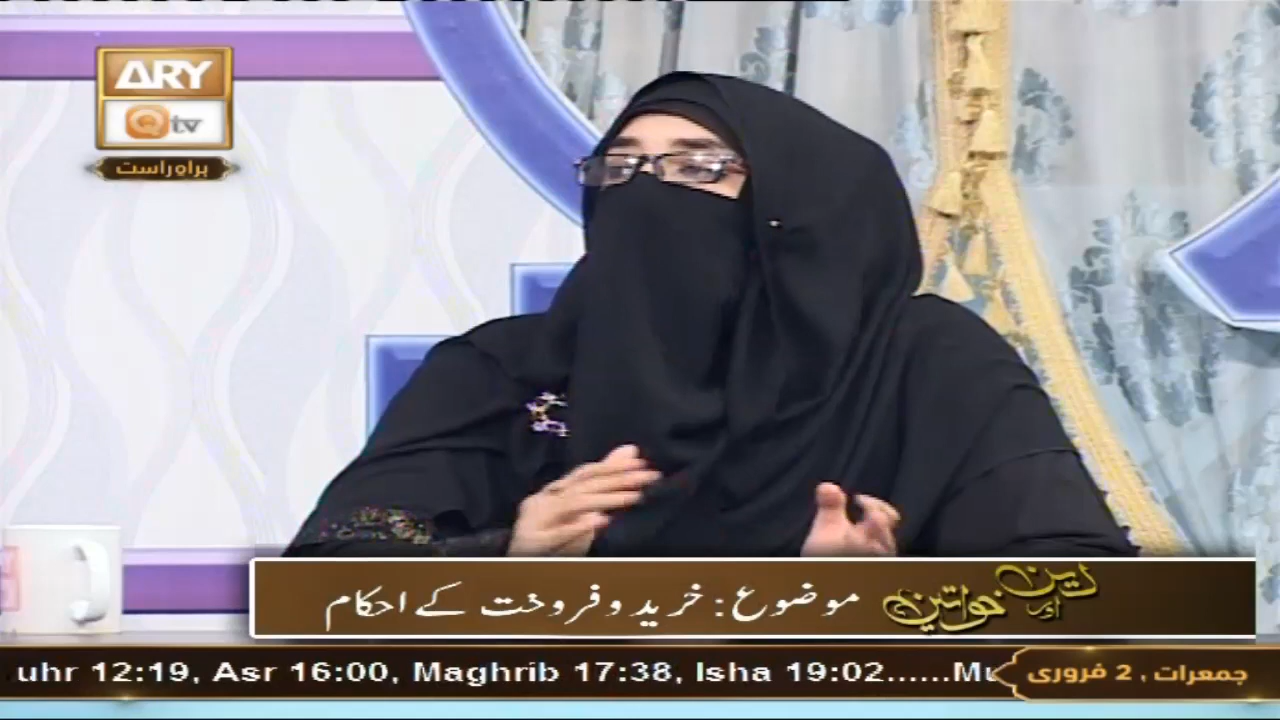 ARY
Qtv
براہِ راست
دین اور خواتین
موضوع: خرید و فروخت کے احکام
uhr 12:19, Asr 16:00, Maghrib 17:38, Isha 19:02......Mu
جمعرات , 2 فروری